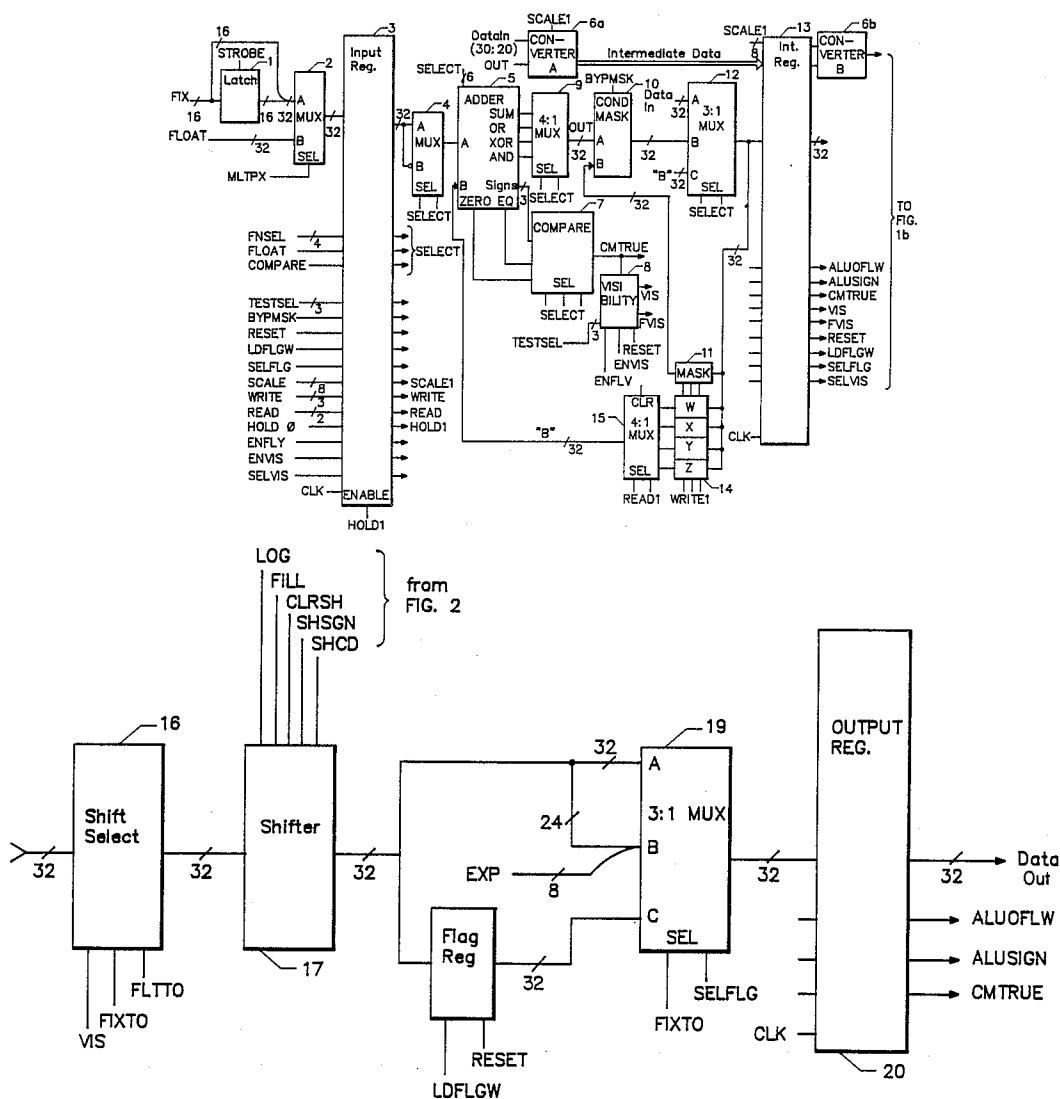 16
STROBE
1
Latch
FIX
16
16
32
FLOAT
32
2
A
MUX
B
SEL
MLTPX
32
3
Input
Reg.
32
4
A
MUX
B
SEL
SELECT
SELECT
6
5
ADDER
SUM
OR
XOR
AND
A
B
Signs
ZERO EQ
3
9
4:1
MUX
SEL
SELECT
OUT
32
SCALE1
6a
DataIn
(30:20)
OUT
CON-
VERTER
A
Intermediate Data
BYPMSK
10
COND
MASK
A
B
32
32
Data
In
32
12
A
3:1
MUX
B
C
"B"
32
SEL
SELECT
32
SCALE1
8
13
Int.
Reg.
6b
CON-
VERTER
B
32
TO
FIG.
1b
7
COMPARE
SEL
SELECT
CMTRUE
8
VISI
BILITY
VIS
FVIS
TESTSEL
3
RESET
ENVIS
ENFLV
FNSEL
4
FLOAT
COMPARE
SELECT
TESTSEL
3
BYPMSK
RESET
LDFLGW
SELFLG
SCALE
8
SCALE1
WRITE
3
WRITE
READ
2
READ
HOLD Ø
HOLD1
ENFLY
ENVIS
SELVIS
CLK
ENABLE
HOLD1
"B"
32
15
CLR
4:1
MUX
SEL
READ1
11
MASK
W
X
Y
Z
14
WRITE1
ALUOFLW
ALUSIGN
CMTRUE
VIS
FVIS
RESET
LDFLGW
SELFLG
SELVIS
CLK
LOG
FILL
CLRSH
SHSGN
SHCD
from
FIG. 2
32
16
Shift
Select
VIS
FIXTO
FLTTO
32
Shifter
17
32
Flag
Reg
LDFLGW
RESET
32
24
EXP
8
32
19
A
3:1 MUX
B
C
SEL
FIXTO
SELFLG
32
OUTPUT
REG.
20
32
Data
Out
ALUOFLW
ALUSIGN
CMTRUE
CLK